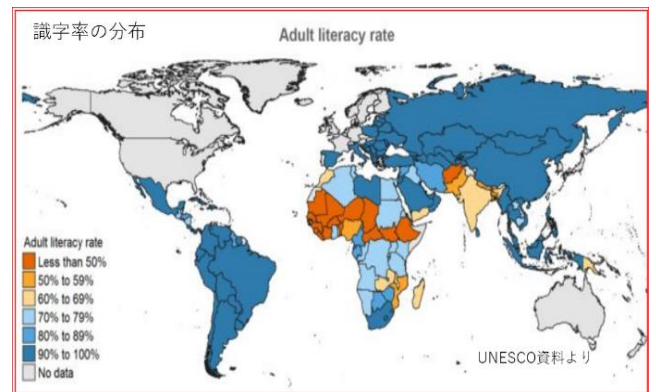 識字率の分布
Adult literacy rate
Adult literacy rate
Less than 50%
50% to 59%
60% to 69%
70% to 79%
80% to 89%
90% to 100%
No data
UNESCO資料より